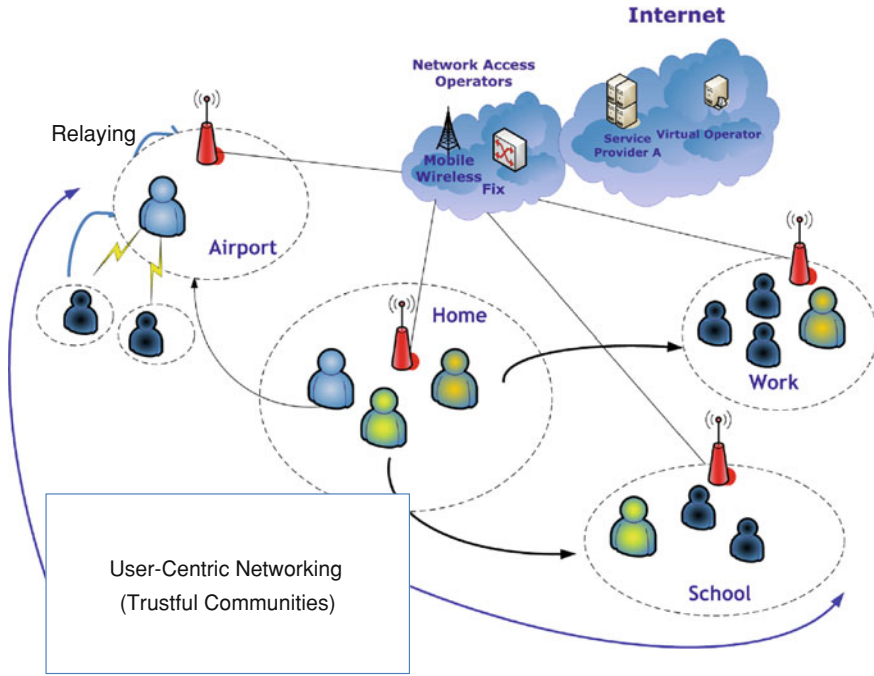 Internet
Network Access
Operators
Mobile
Wireless
Fix
Service
Provider A
Virtual Operator
Relaying
Airport
Home
Work
School
User-Centric Networking
(Trustful Communities)